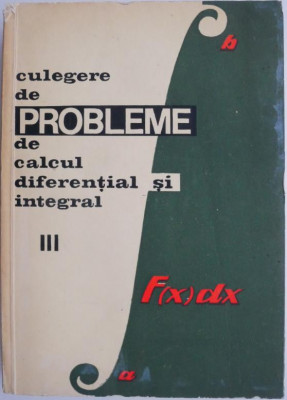 culegere
de
PROBLEME
de
calcul
diferențial și
integral
III
b
F(x)dx
a